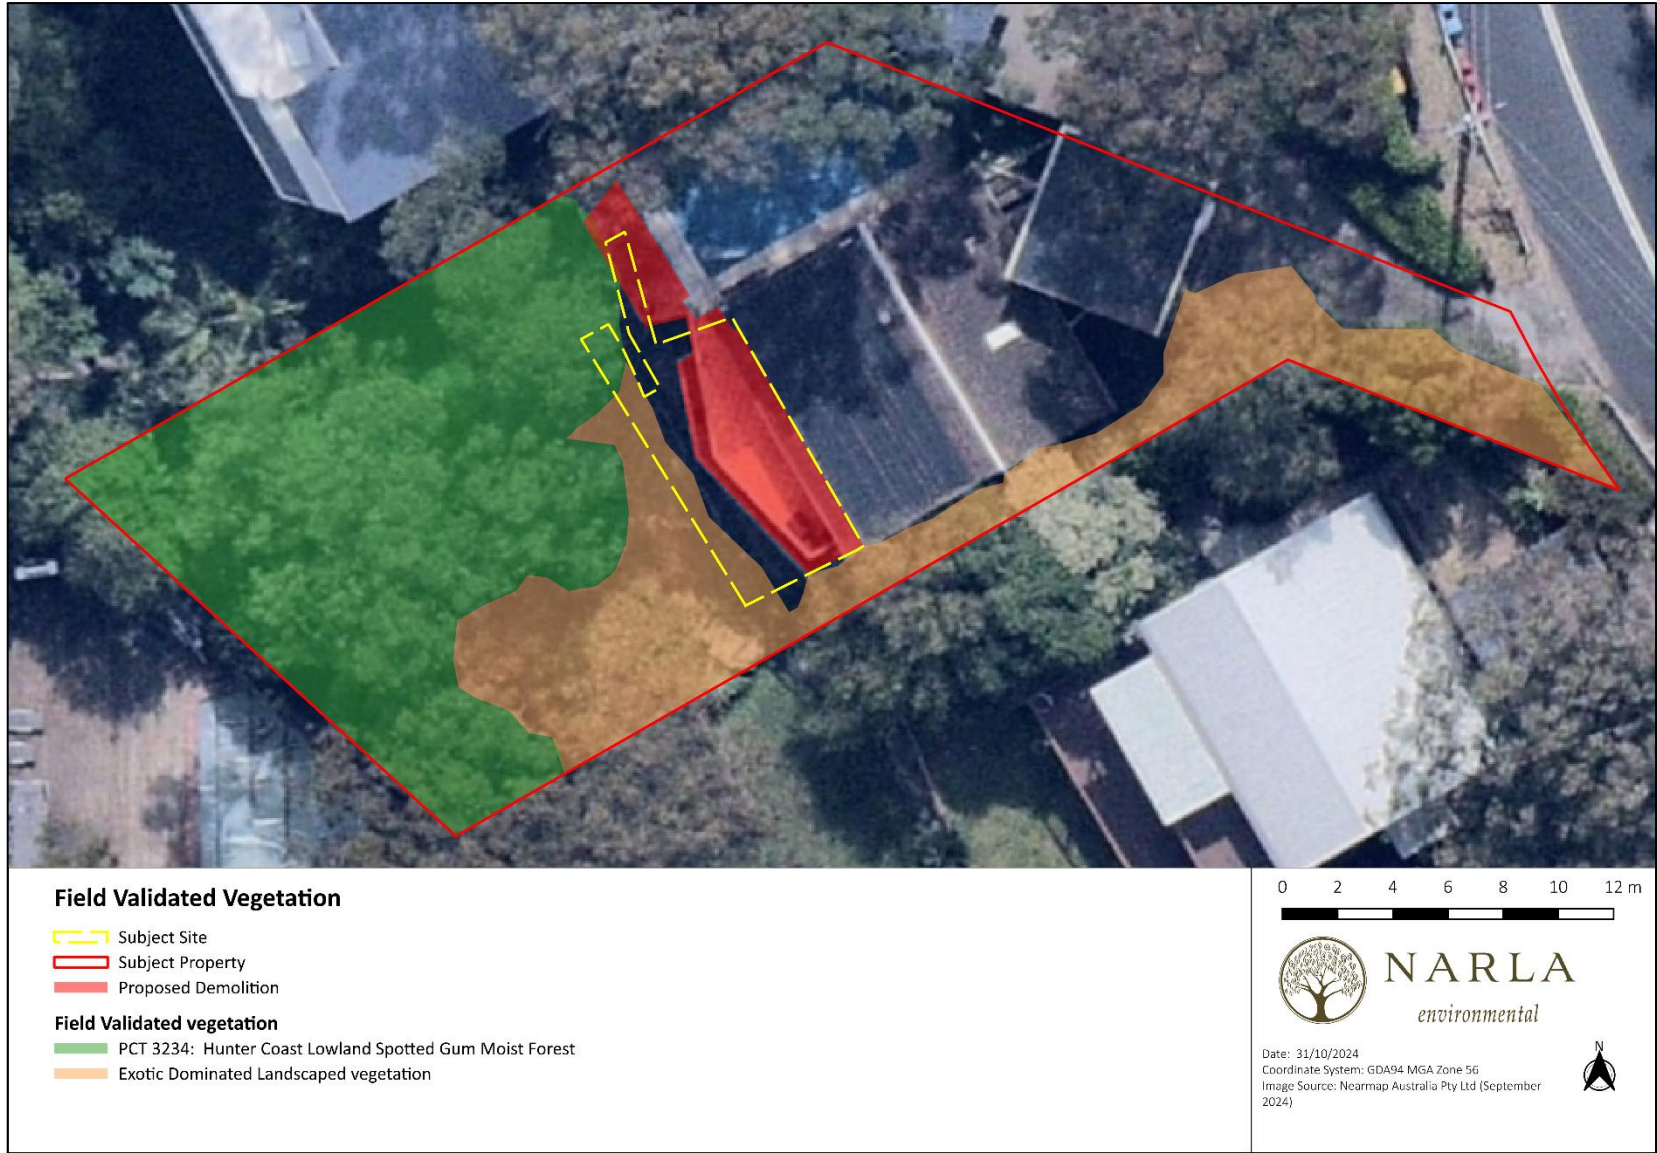 Field Validated Vegetation
Subject Site
Subject Property
Proposed Demolition
Field Validated vegetation
PCT 3234: Hunter Coast Lowland Spotted Gum Moist Forest
Exotic Dominated Landscaped vegetation
0 2 4 6 8 10 12 m
NARLA
environmental
Date: 31/10/2024
Coordinate System: GDA94 MGA Zone 56
Image Source: Nearmap Australia Pty Ltd (September
2024)
N